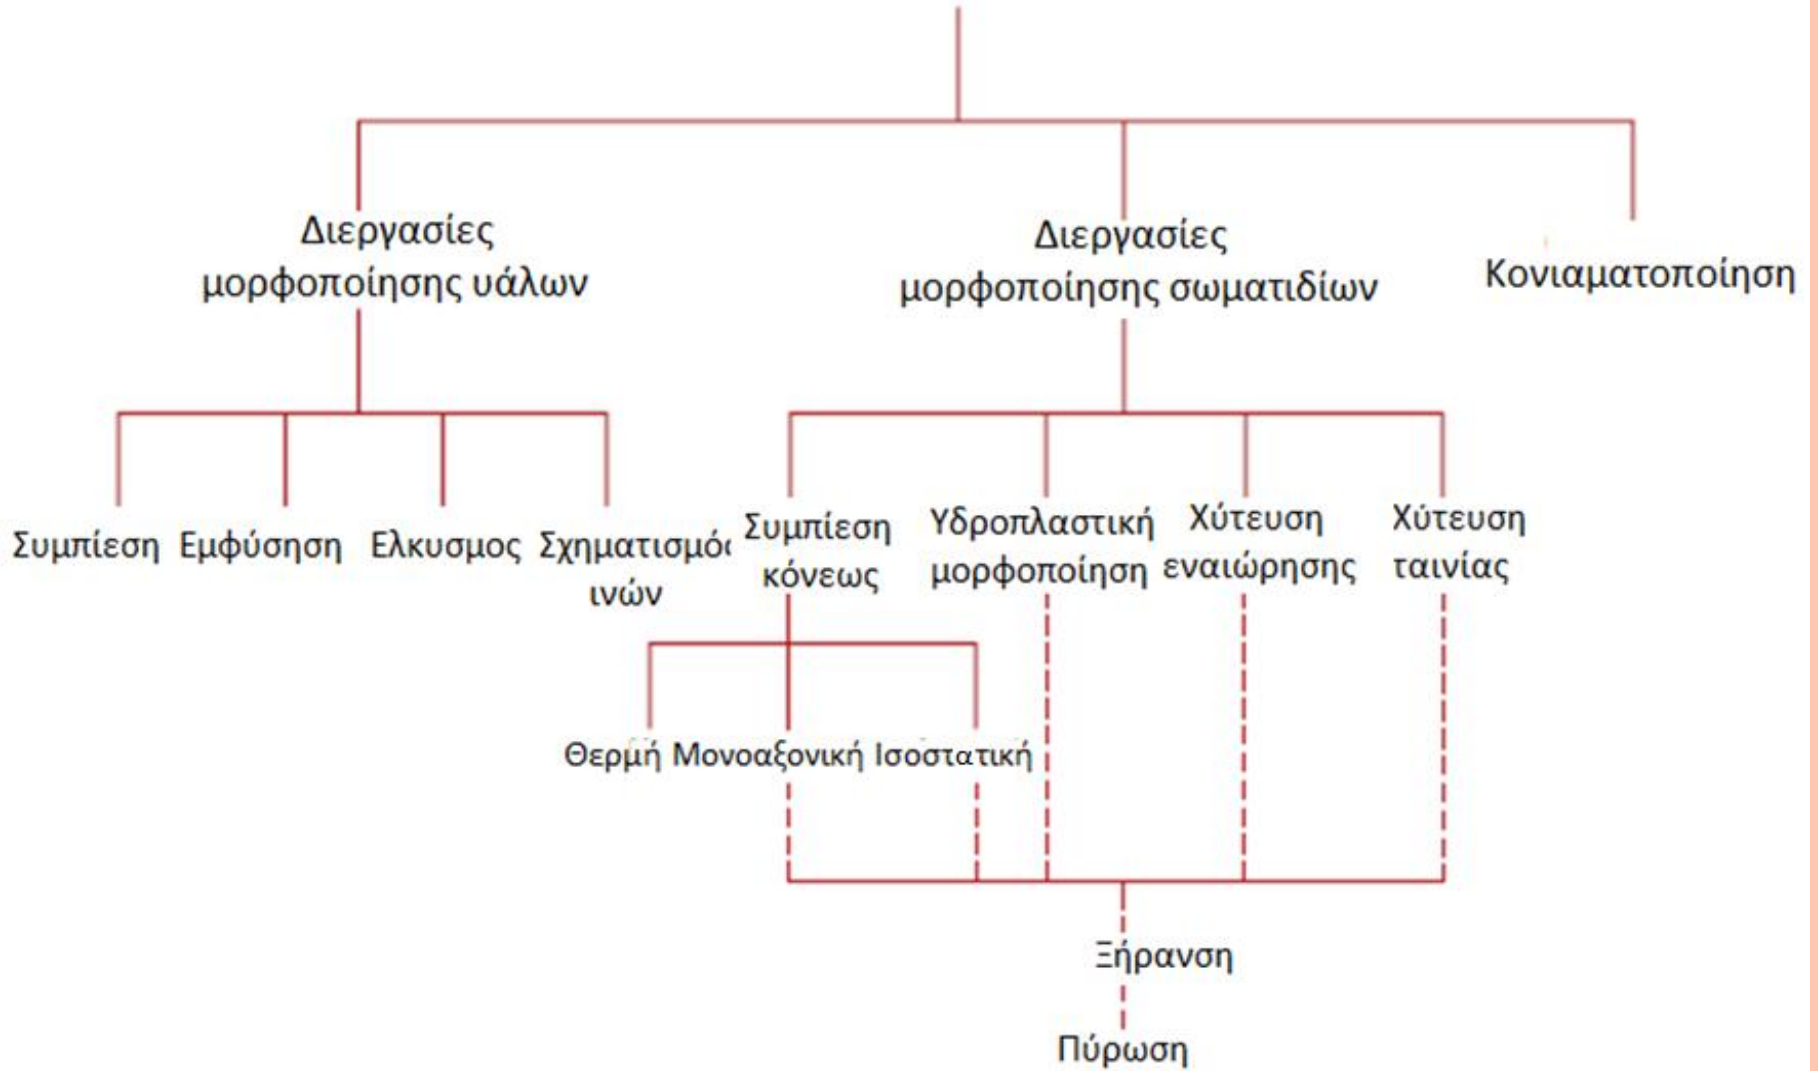 Διεργασίες
μορφοποίησης υάλων
Διεργασίες
μορφοποίησης σωματιδίων
Κονιαματοποίηση
Συμπίεση
Εμφύσηση
Ελκυσμος
Σχηματισμός
ινών
Συμπίεση
κόνεως
Υδροπλαστική
μορφοποίηση
Χύτευση
εναιώρησης
Χύτευση
ταινίας
Θερμή
Μονοαξονική
Ισοστατική
Ξήρανση
Πύρωση